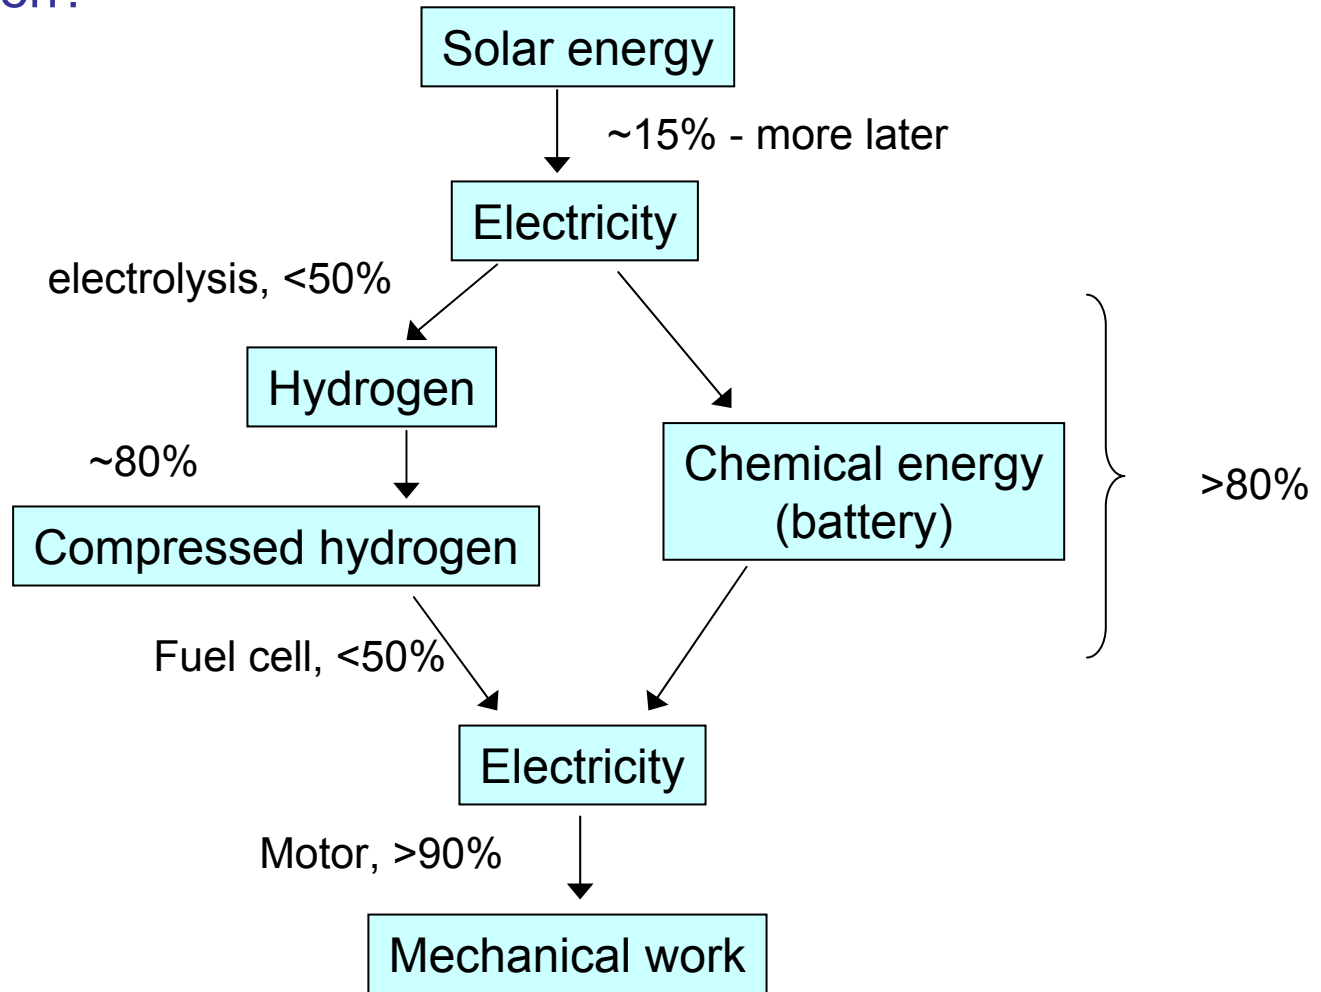 Solar energy
~15% - more later
Electricity
electrolysis, <50%
Hydrogen
~80%
Chemical energy
(battery)
>80%
Compressed hydrogen
Fuel cell, <50%
Electricity
Motor, >90%
Mechanical work